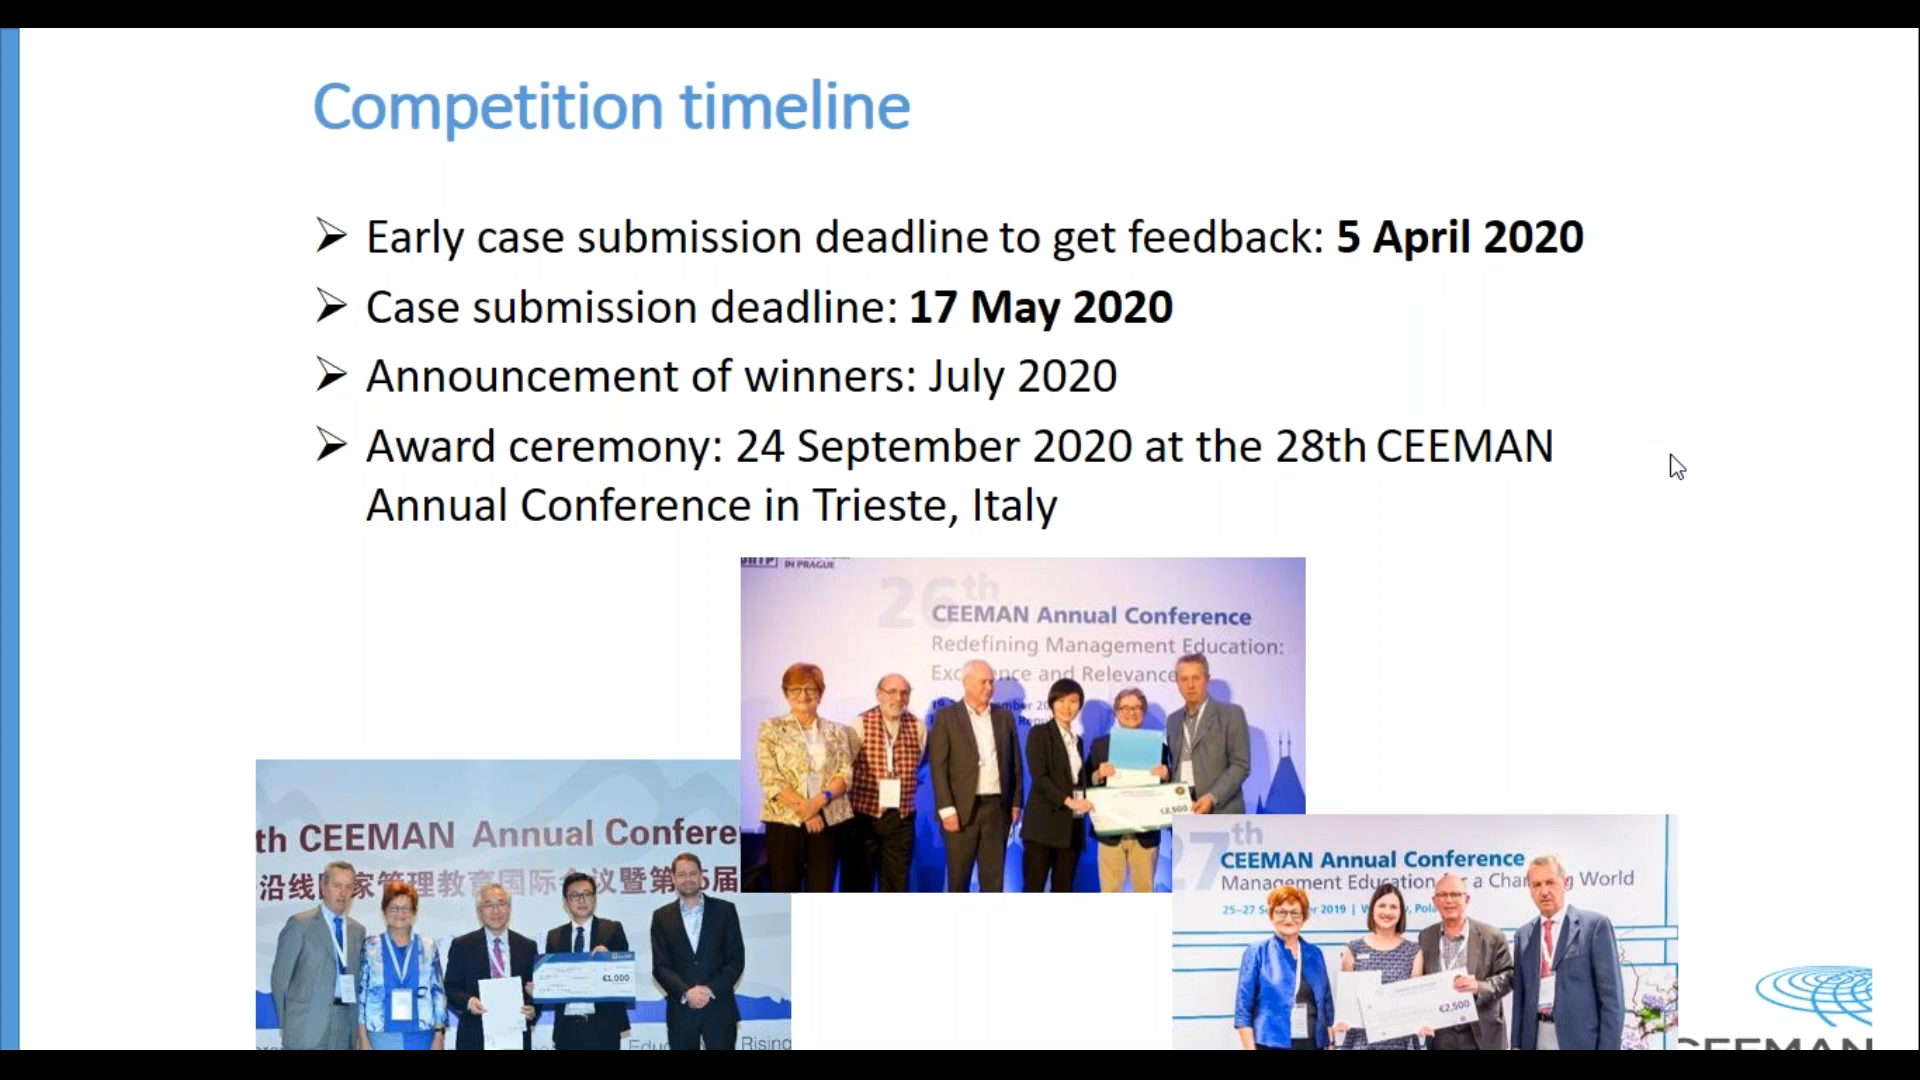 Competition timeline
Early case submission deadline to get feedback: 5 April 2020
Case submission deadline: 17 May 2020
Announcement of winners: July 2020
Award ceremony: 24 September 2020 at the 28th CEEMAN
Annual Conference in Trieste, Italy
IN PRAGUE
26th
CEEMAN Annual Conference
Redefining Management Education:
and Relevance
€2,500
th CEEMAN Annual Confere
沿线 家管理教育国际会议暨第 届
€1,000
Rising
27th
CEEMAN Annual Conference
Management Education for a Changing World
25–27 2019
€2,500
CEEMAN